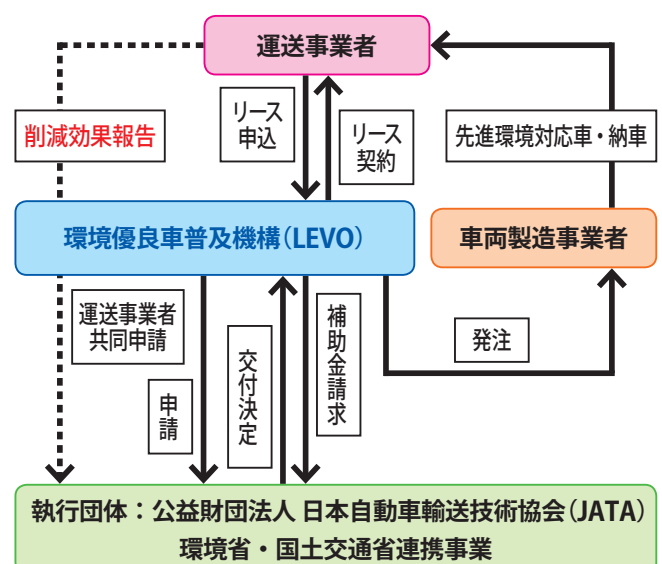 運送事業者
削減効果報告
リース
申込
リース
契約
先進環境対応車・納車
環境優良車普及機構（LEVO）
車両製造事業者
運送事業者
共同申請
申請
交付決定
補助金請求
発注
執行団体：公益財団法人 日本自動車輸送技術協会（JATA）
環境省・国土交通省連携事業